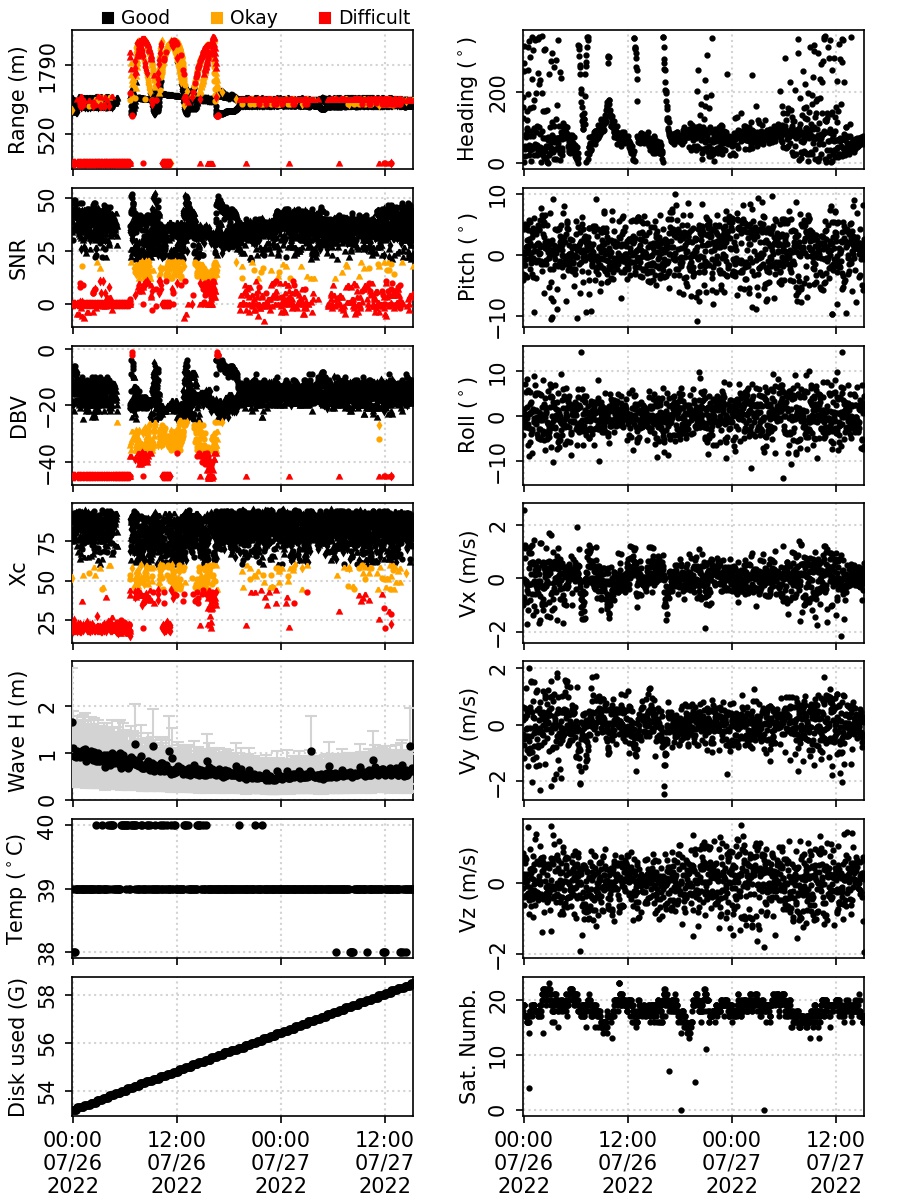 Good Okay Difficult
Range (m)
1790
520
Heading (°)
200
0
SNR
50
25
0
Pitch (°)
10
0
−10
DBV
0
−20
−40
Roll (°)
10
0
−10
Xc
75
50
25
Vx (m/s)
2
0
−2
Wave H (m)
2
1
0
Vy (m/s)
2
0
−2
Temp (°C)
40
39
38
Vz (m/s)
0
−2
Disk used (G)
58
56
54
Sat. Numb.
20
10
0
00:00 12:00 00:00 12:00
07/26 07/26 07/27 07/27
2022 2022 2022 2022
00:00 12:00 00:00 12:00
07/26 07/26 07/27 07/27
2022 2022 2022 2022